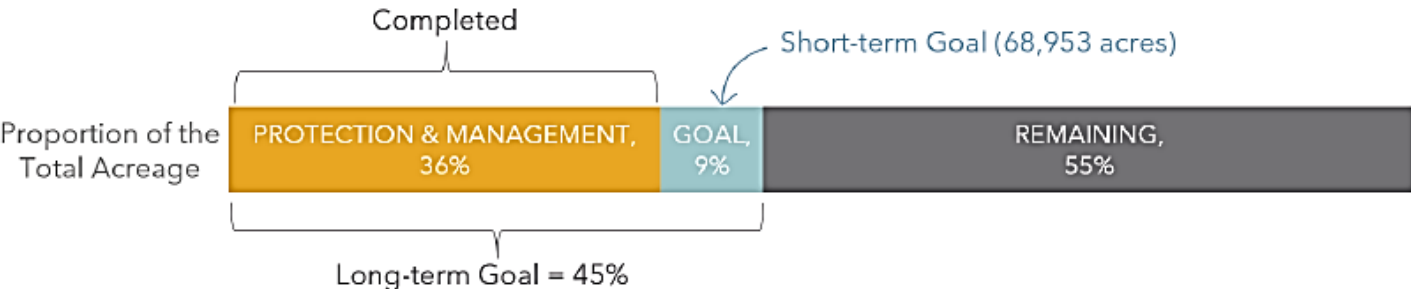 Completed
Short-term Goal (68,953 acres)
Proportion of the
Total Acreage
PROTECTION & MANAGEMENT,
36%
GOAL,
9%
REMAINING,
55%
Long-term Goal = 45%